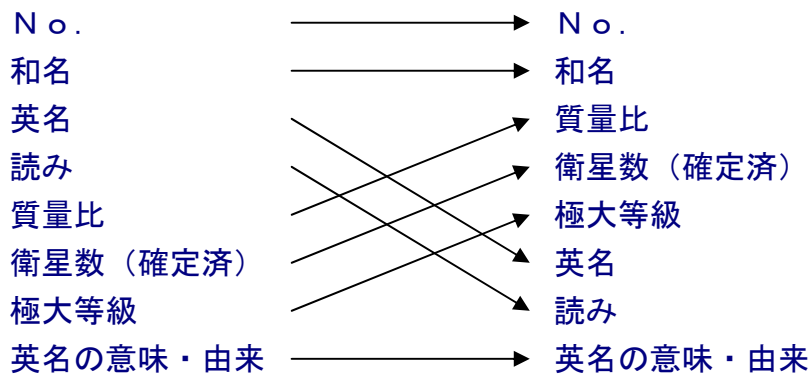 Ｎｏ．　Ｎｏ．
和名　和名
英名　質量比
読み　衛星数（確定済）
質量比　極大等級
衛星数（確定済）　英名
極大等級　読み
英名の意味・由来　英名の意味・由来